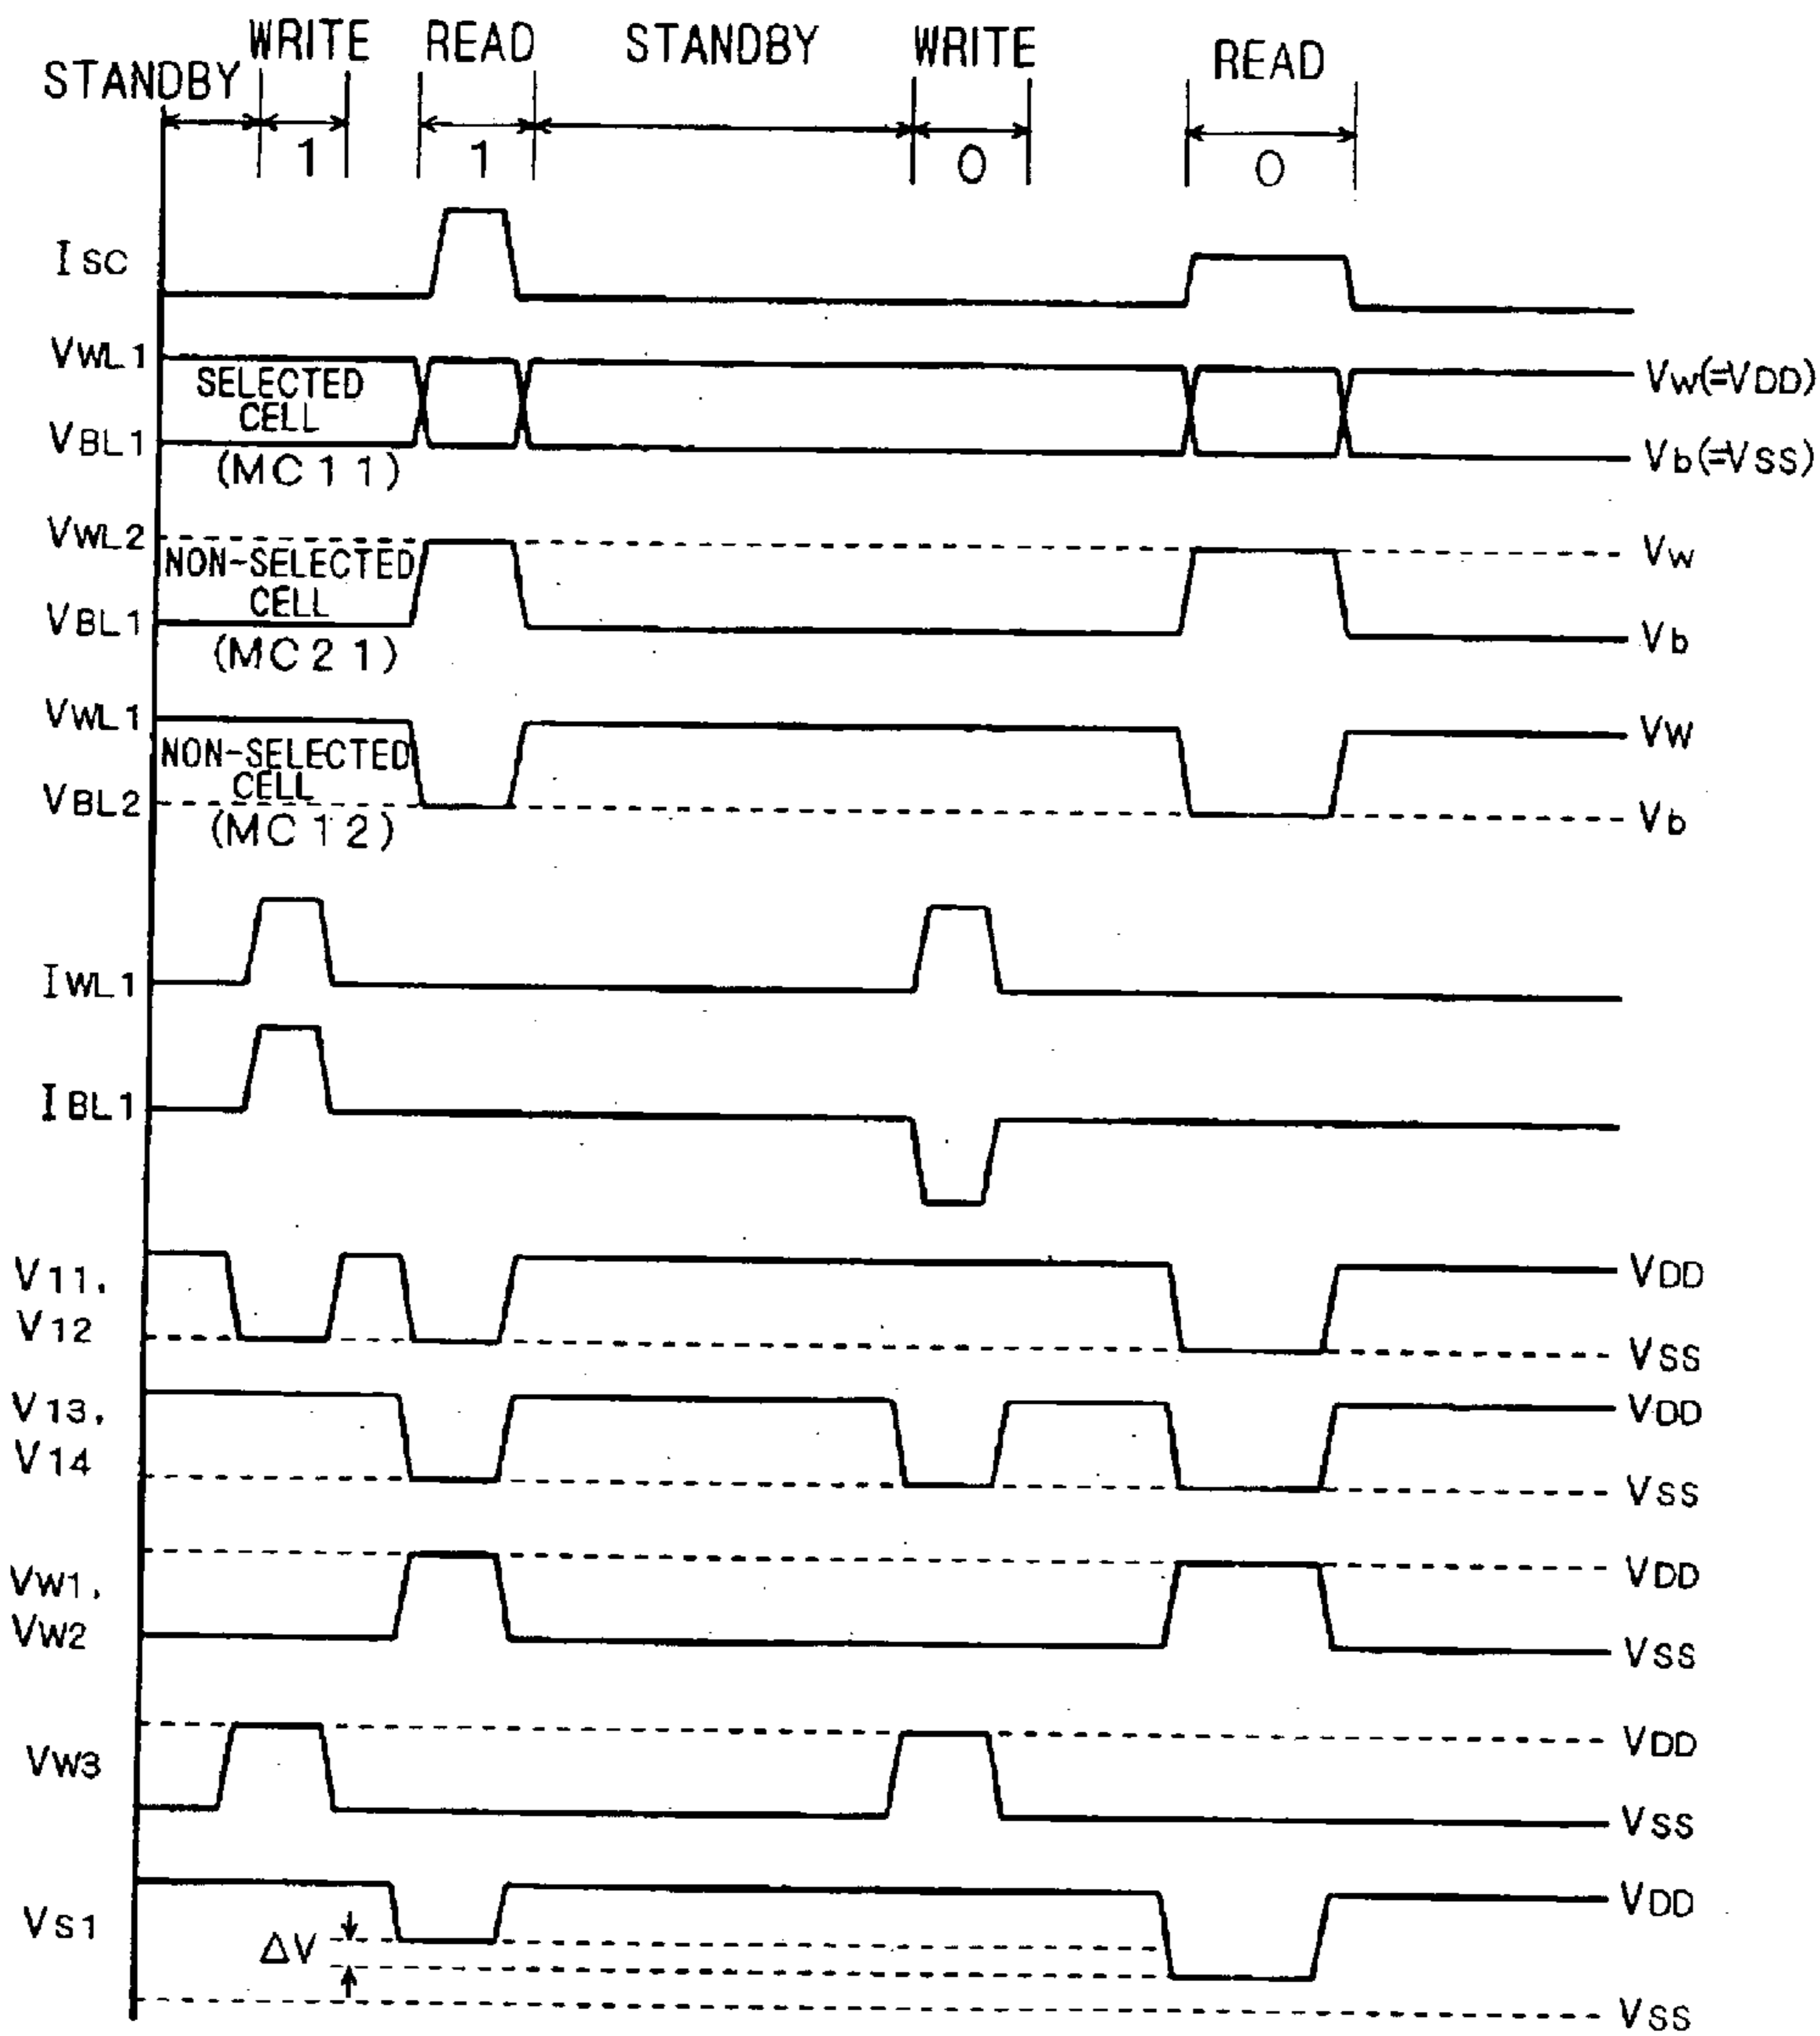 STANDBY WRITE READ STANDBY WRITE READ
1 1 0 0
ISC
VWL1 Vw(=VDD)
SELECTED
CELL
VBL1 Vb(=VSS)
(MC11)
VWL2 Vw
NON-SELECTED
CELL
VBL1 Vb
(MC21)
VWL1 VW
NON-SELECTED
CELL
VBL2 Vb
(MC12)
IWL1
IBL1
V11, VDD
V12 VSS
V13, VDD
V14 VSS
VW1, VDD
VW2 VSS
VW3 VDD
VSS
VS1 VDD
ΔV
VSS